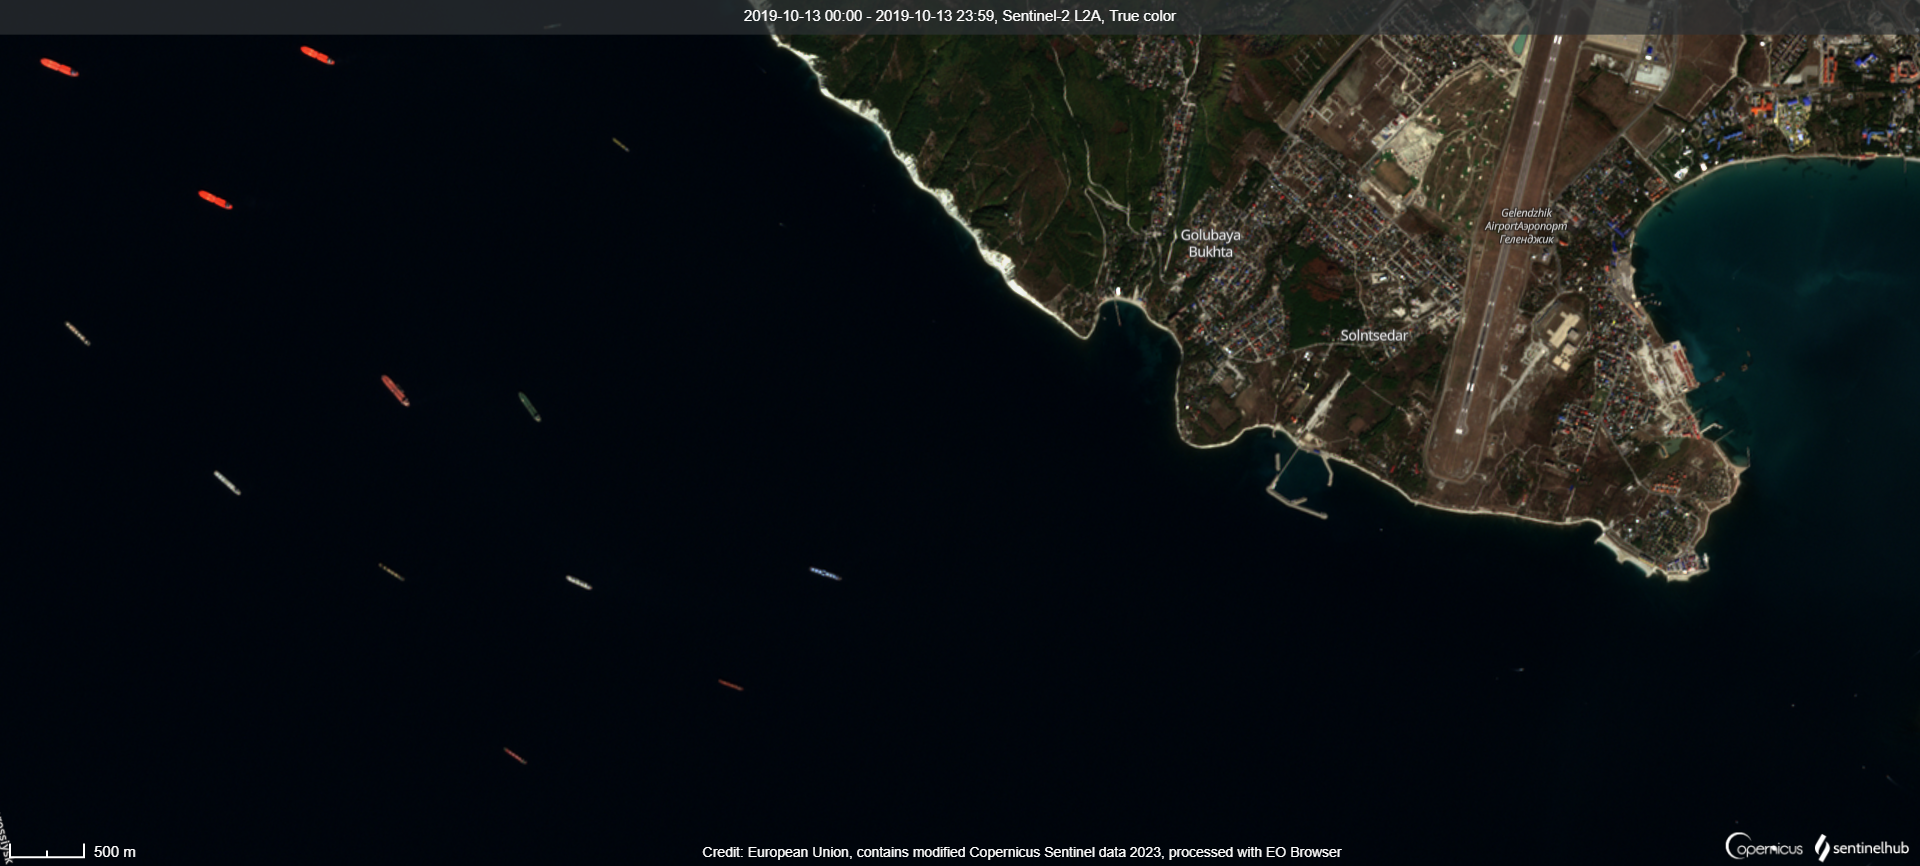 2019-10-13 00:00 - 2019-10-13 23:59, Sentinel-2 L2A, True color
Gelendzhik
AirportАэропорт
Геленджик
Golubaya
Bukhta
Solntsedar
500 m
Credit: European Union, contains modified Copernicus Sentinel data 2023, processed with EO Browser
Copernicus
sentinelhub